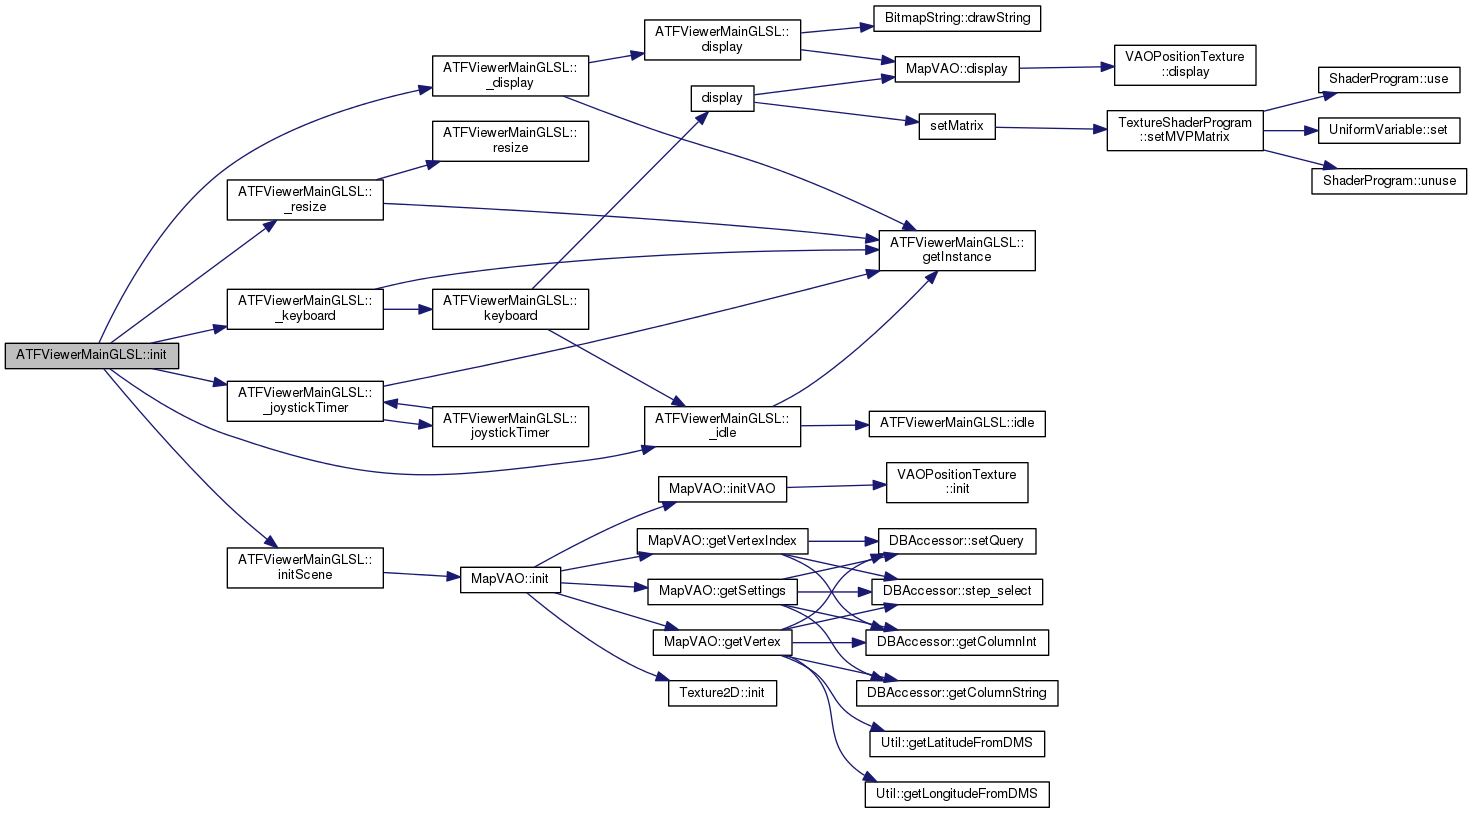 BitmapString::drawString
ATFViewerMainGLSL::
display
VAOPositionTexture
::display
ATFViewerMainGLSL::
_display
MapVAO::display
ShaderProgram::use
display
TextureShaderProgram
::setMVPMatrix
setMatrix
UniformVariable::set
ATFViewerMainGLSL::
resize
ShaderProgram::unuse
ATFViewerMainGLSL::
_resize
ATFViewerMainGLSL::
getInstance
ATFViewerMainGLSL::
_keyboard
ATFViewerMainGLSL::
keyboard
ATFViewerMainGLSL::init
ATFViewerMainGLSL::
_joystickTimer
ATFViewerMainGLSL::
joystickTimer
ATFViewerMainGLSL::
_idle
ATFViewerMainGLSL::idle
MapVAO::initVAO
VAOPositionTexture
::init
MapVAO::getVertexIndex
DBAccessor::setQuery
ATFViewerMainGLSL::
initScene
MapVAO::init
MapVAO::getSettings
DBAccessor::step_select
MapVAO::getVertex
DBAccessor::getColumnInt
Texture2D::init
DBAccessor::getColumnString
Util::getLatitudeFromDMS
Util::getLongitudeFromDMS